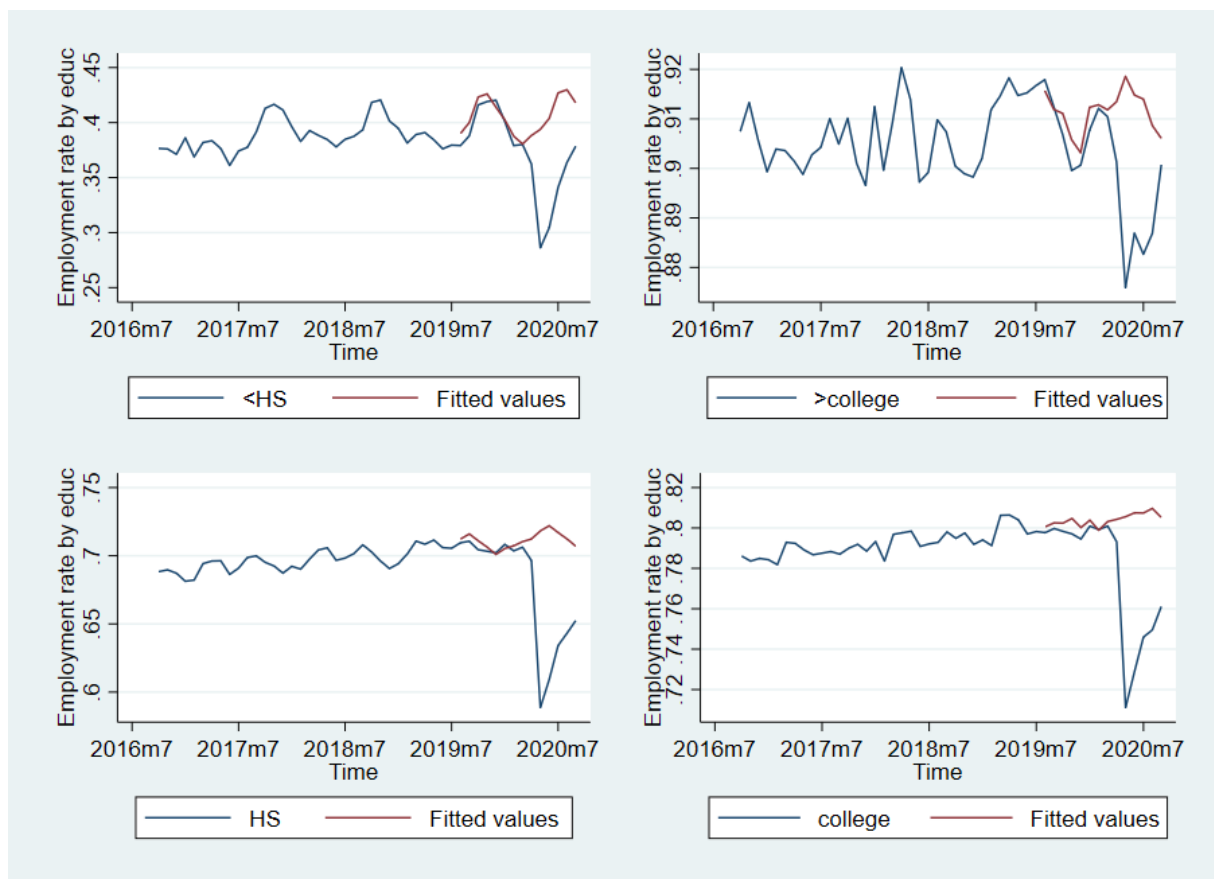 Employment rate by educ
.45
.4
.35
.3
.25
2016m7 2017m7 2018m7 2019m7 2020m7
Time
<HS Fitted values
Employment rate by educ
.92
.91
.9
.89
.88
2016m7 2017m7 2018m7 2019m7 2020m7
Time
>college Fitted values
Employment rate by educ
.75
.7
.65
.6
2016m7 2017m7 2018m7 2019m7 2020m7
Time
HS Fitted values
Employment rate by educ
.82
.8
.78
.76
.74
.72
2016m7 2017m7 2018m7 2019m7 2020m7
Time
college Fitted values